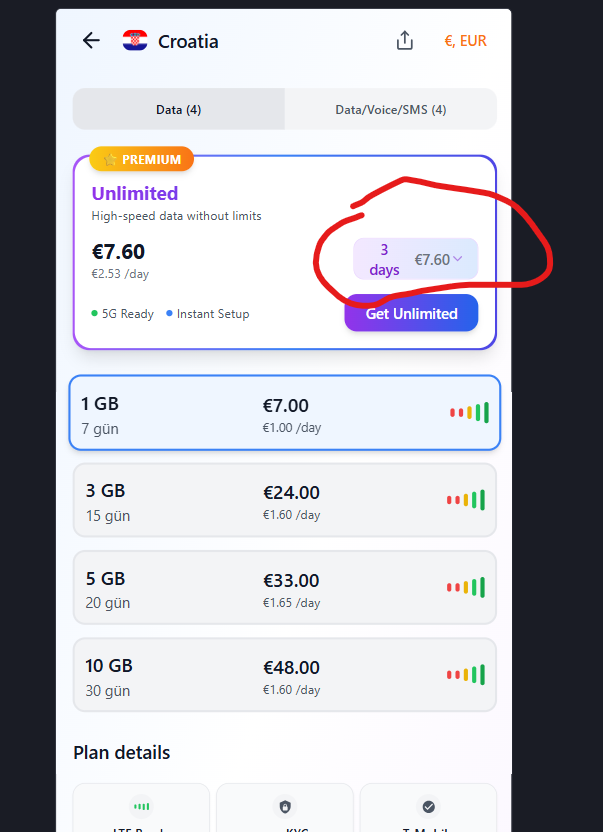 Croatia
€, EUR
Data (4)
Data/Voice/SMS (4)
PREMIUM
Unlimited
High-speed data without limits
€7.60
€2.53 /day
3
days
€7.60
5G Ready
Instant Setup
Get Unlimited
1 GB
€7.00
7 gün
€1.00 /day
3 GB
€24.00
15 gün
€1.60 /day
5 GB
€33.00
20 gün
€1.65 /day
10 GB
€48.00
30 gün
€1.60 /day
Plan details